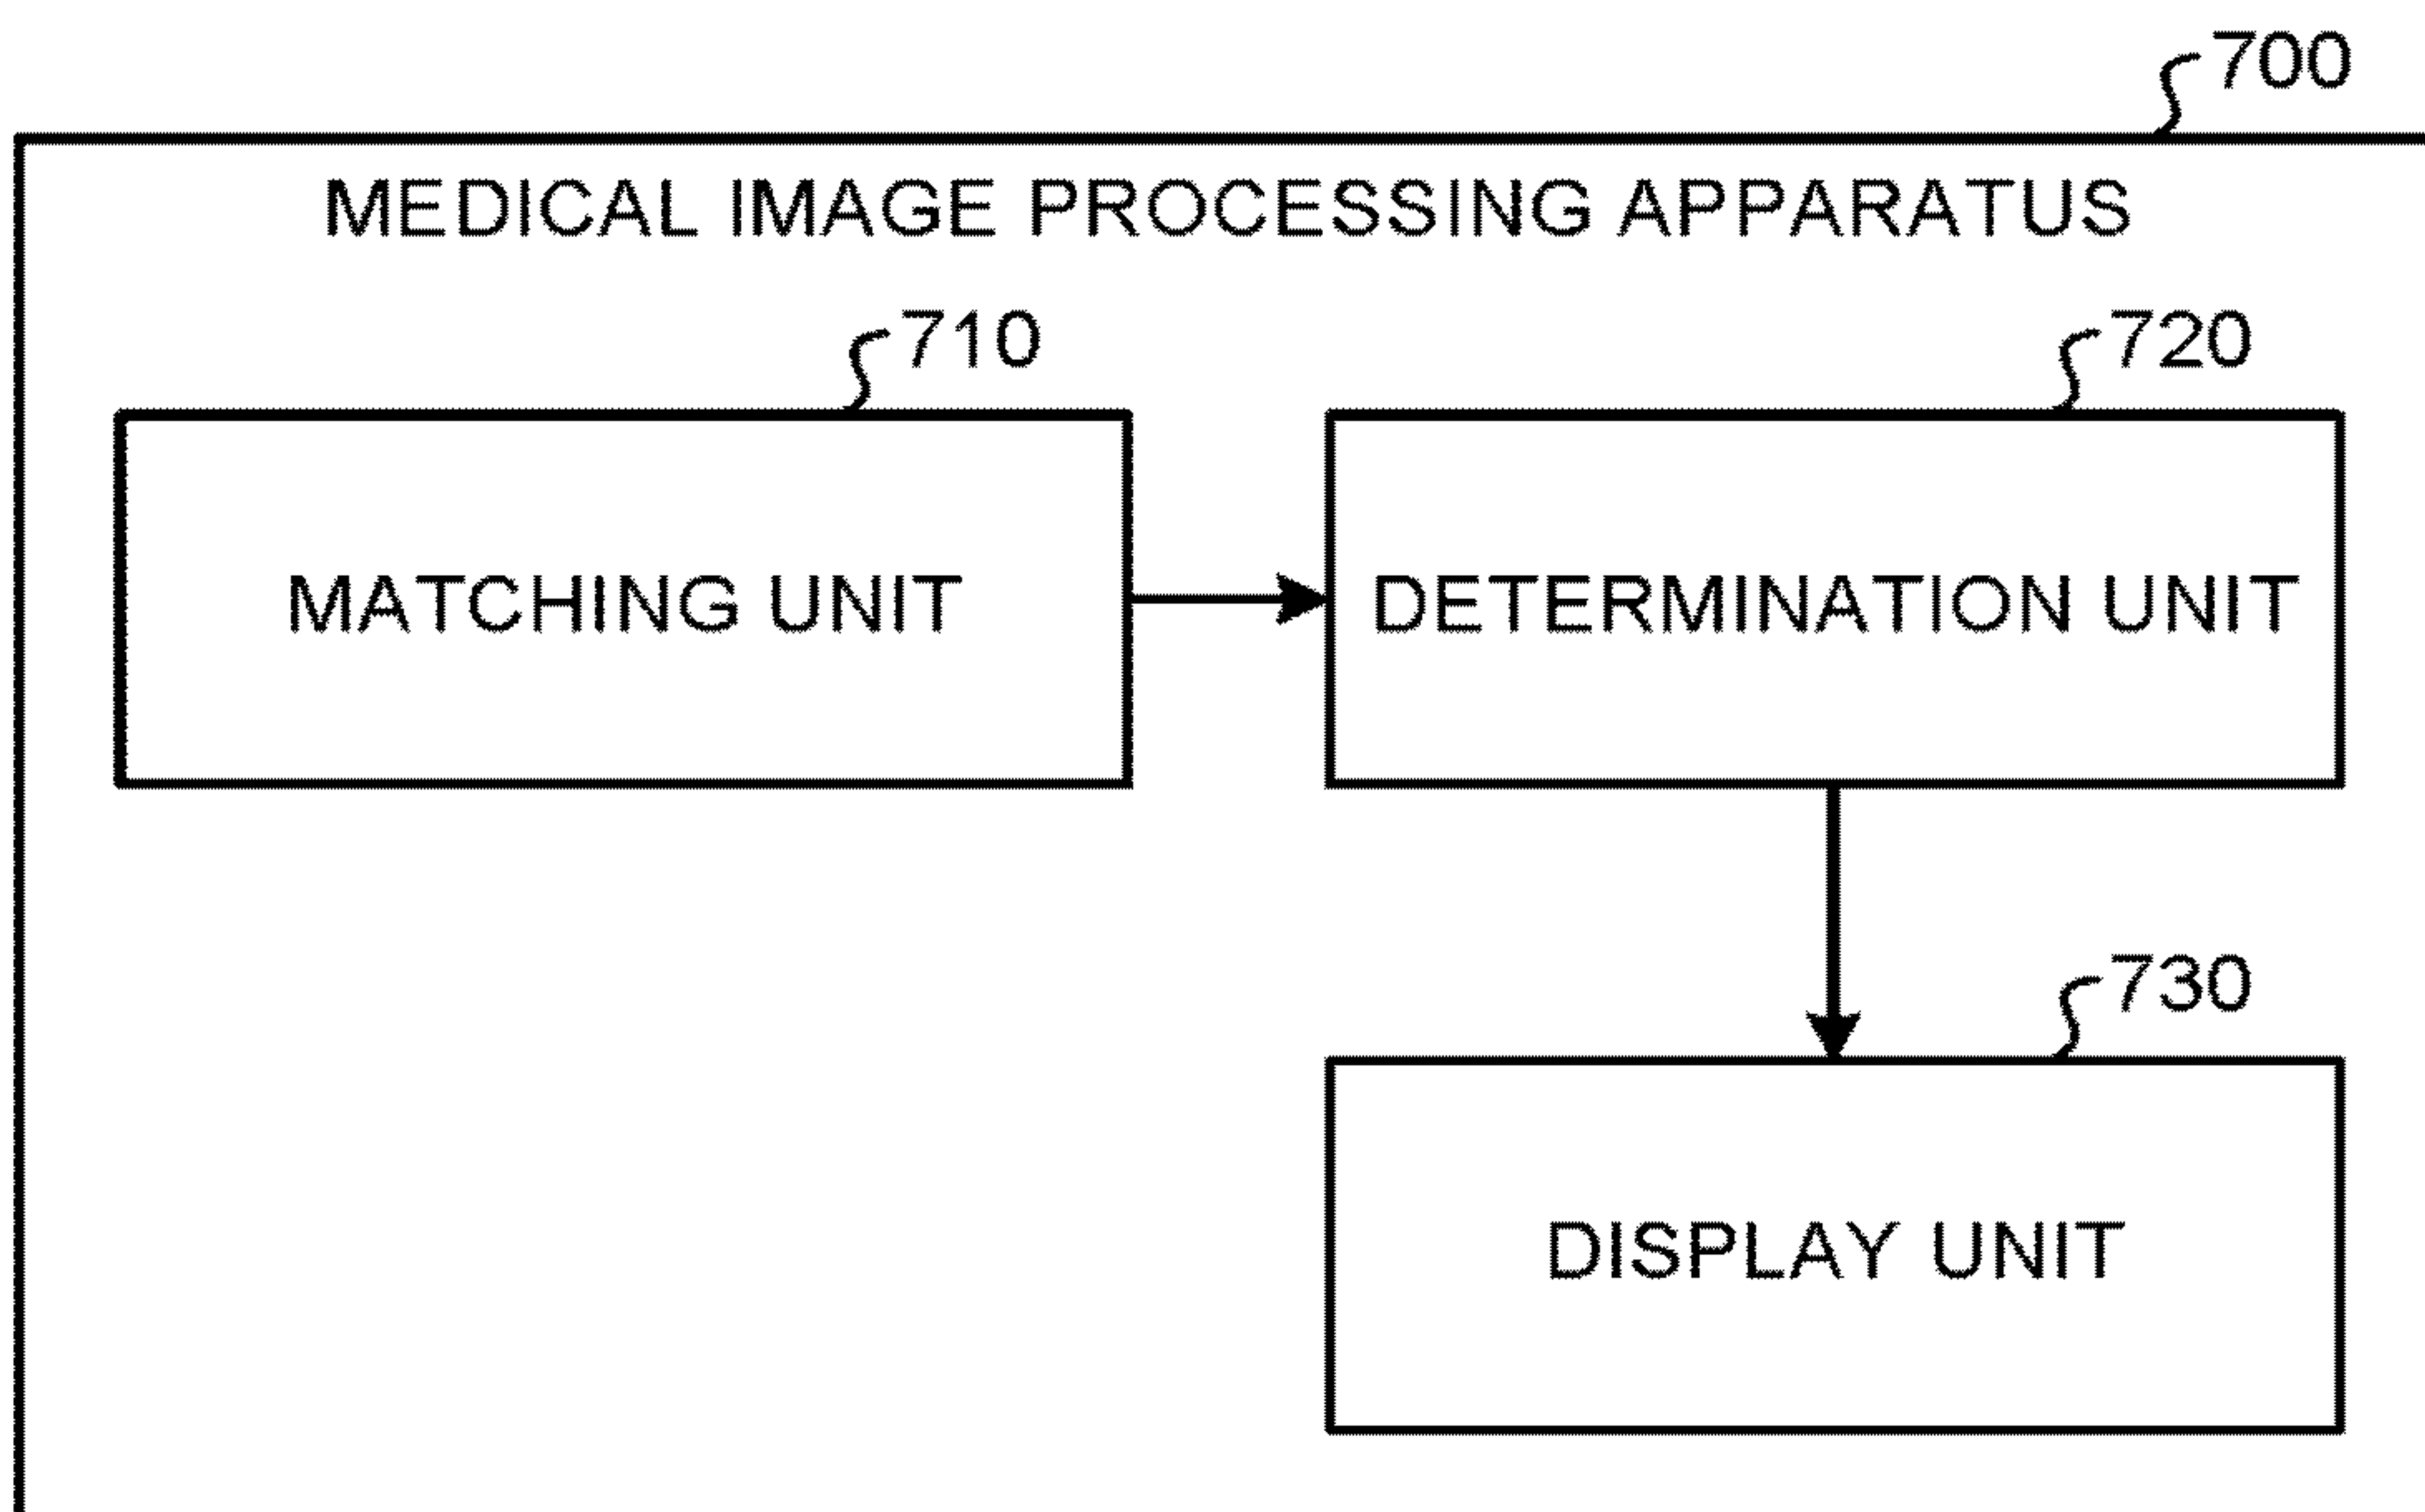 700
MEDICAL IMAGE PROCESSING APPARATUS
710
720
MATCHING UNIT
DETERMINATION UNIT
730
DISPLAY UNIT